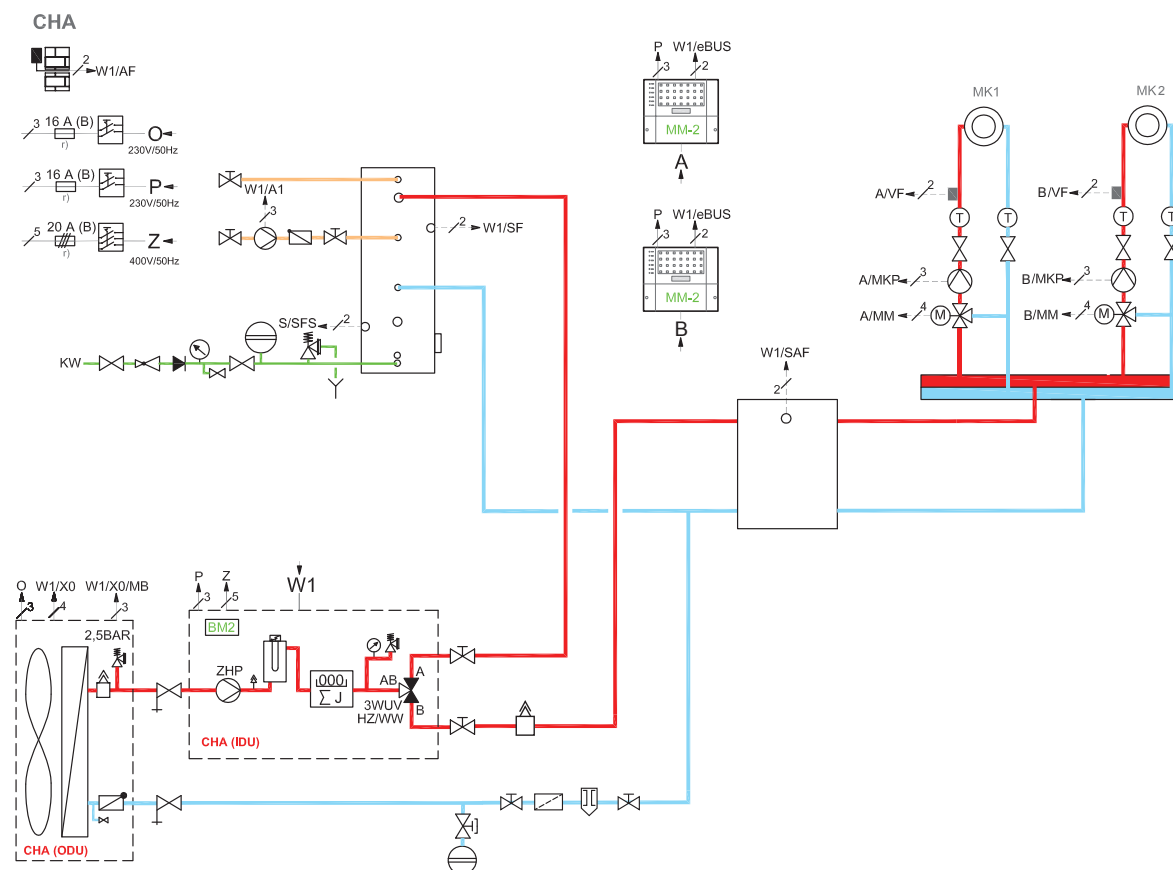 CHA
2
W1/AF
3
16 A (B)
r)
O
230V/50Hz
3
16 A (B)
r)
P
230V/50Hz
5
20 A (B)
r)
Z
400V/50Hz
W1/A1
3
2
W1/SF
S/SFS
2
KW
P
W1/eBUS
3
2
MM-2
A
P
W1/eBUS
3
2
MM-2
B
MK1
MK2
A/VF
2
B/VF
2
T
T
T
T
A/MKP
3
B/MKP
3
A/MM
4
M
B/MM
4
M
W1/SAF
2
O
W1/X0
W1/X0/MB
3
4
3
2,5BAR
CHA (ODU)
P
Z
W1
3
5
BM2
ZHP
000
∑ J
AB
A
B
3WUV
HZ/WW
CHA (IDU)